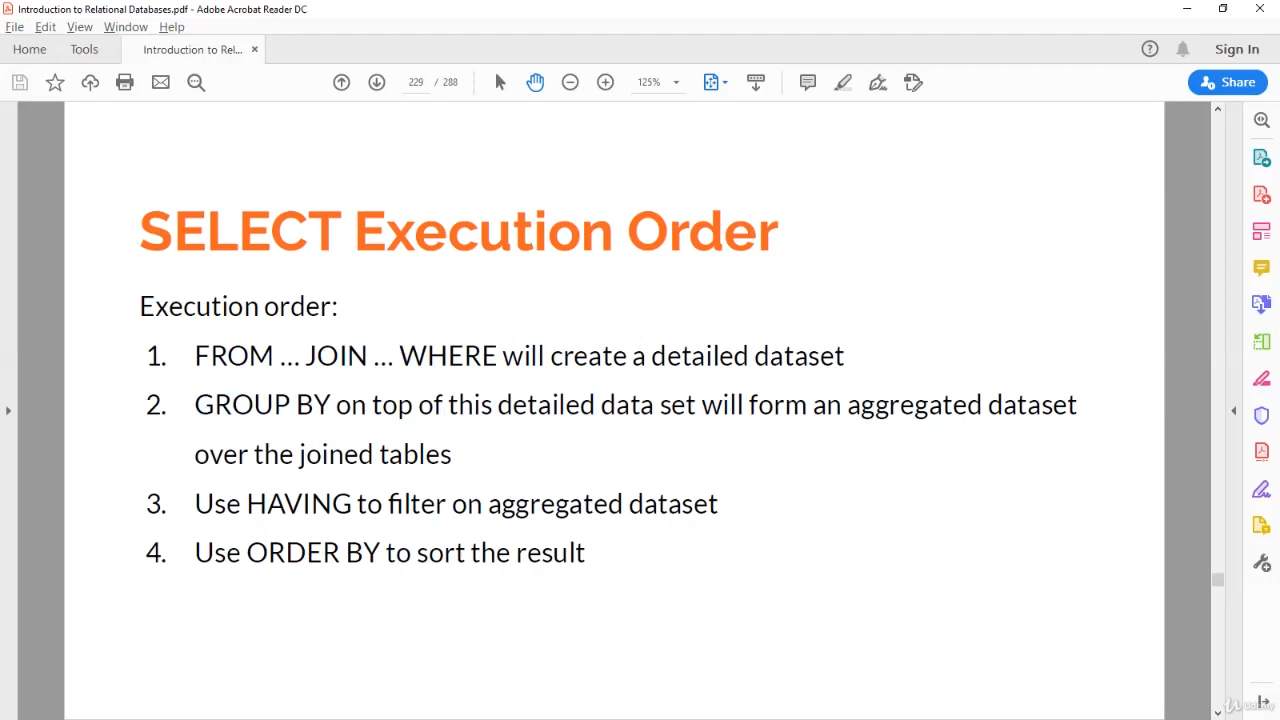 Introduction to Relational Databases.pdf - Adobe Acrobat Reader DC
File Edit View Window Help
Home Tools Introduction to Rel... × Sign In
229 / 288 125% Share
SELECT Execution Order
Execution order:
1. FROM ... JOIN ... WHERE will create a detailed dataset
2. GROUP BY on top of this detailed data set will form an aggregated dataset
over the joined tables
3. Use HAVING to filter on aggregated dataset
4. Use ORDER BY to sort the result
Udemy